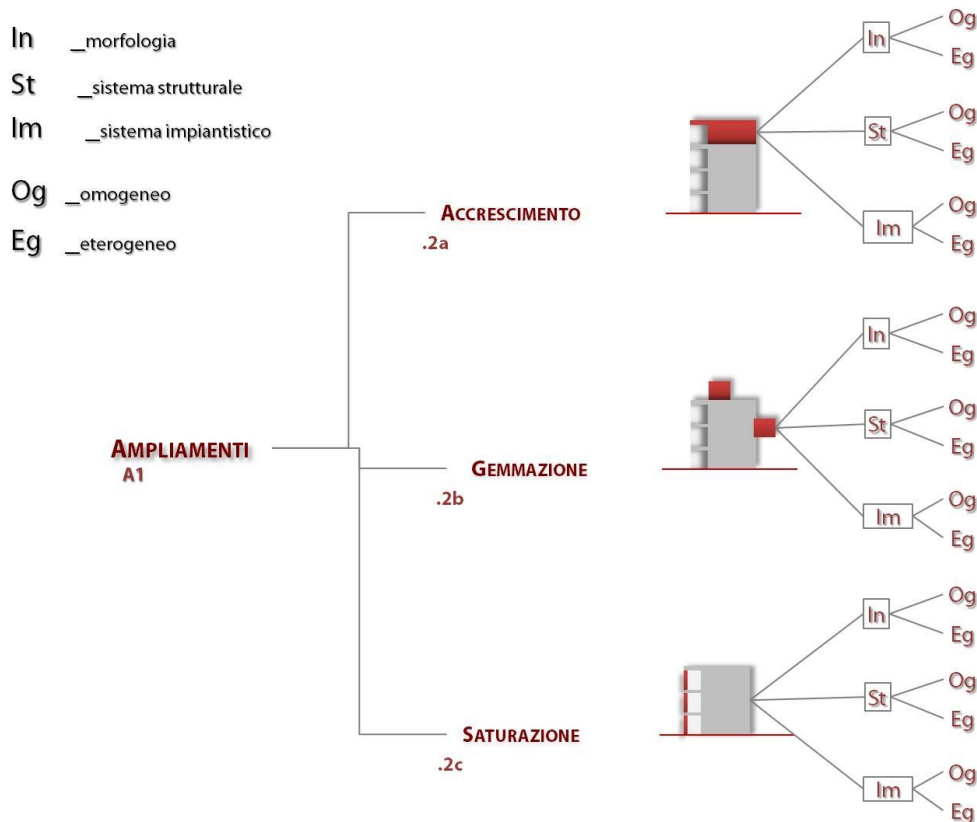 In _morfologia
St _sistema strutturale
Im _sistema impiantistico
Og _omogeneo
Eg _eterogeneo
AMPLIAMENTI
A1
ACCRESCIMENTO
.2a
In
Og
Eg
St
Og
Eg
Im
Og
Eg
GEMMAZIONE
.2b
In
Og
Eg
St
Og
Eg
Im
Og
Eg
SATURAZIONE
.2c
In
Og
Eg
St
Og
Eg
Im
Og
Eg